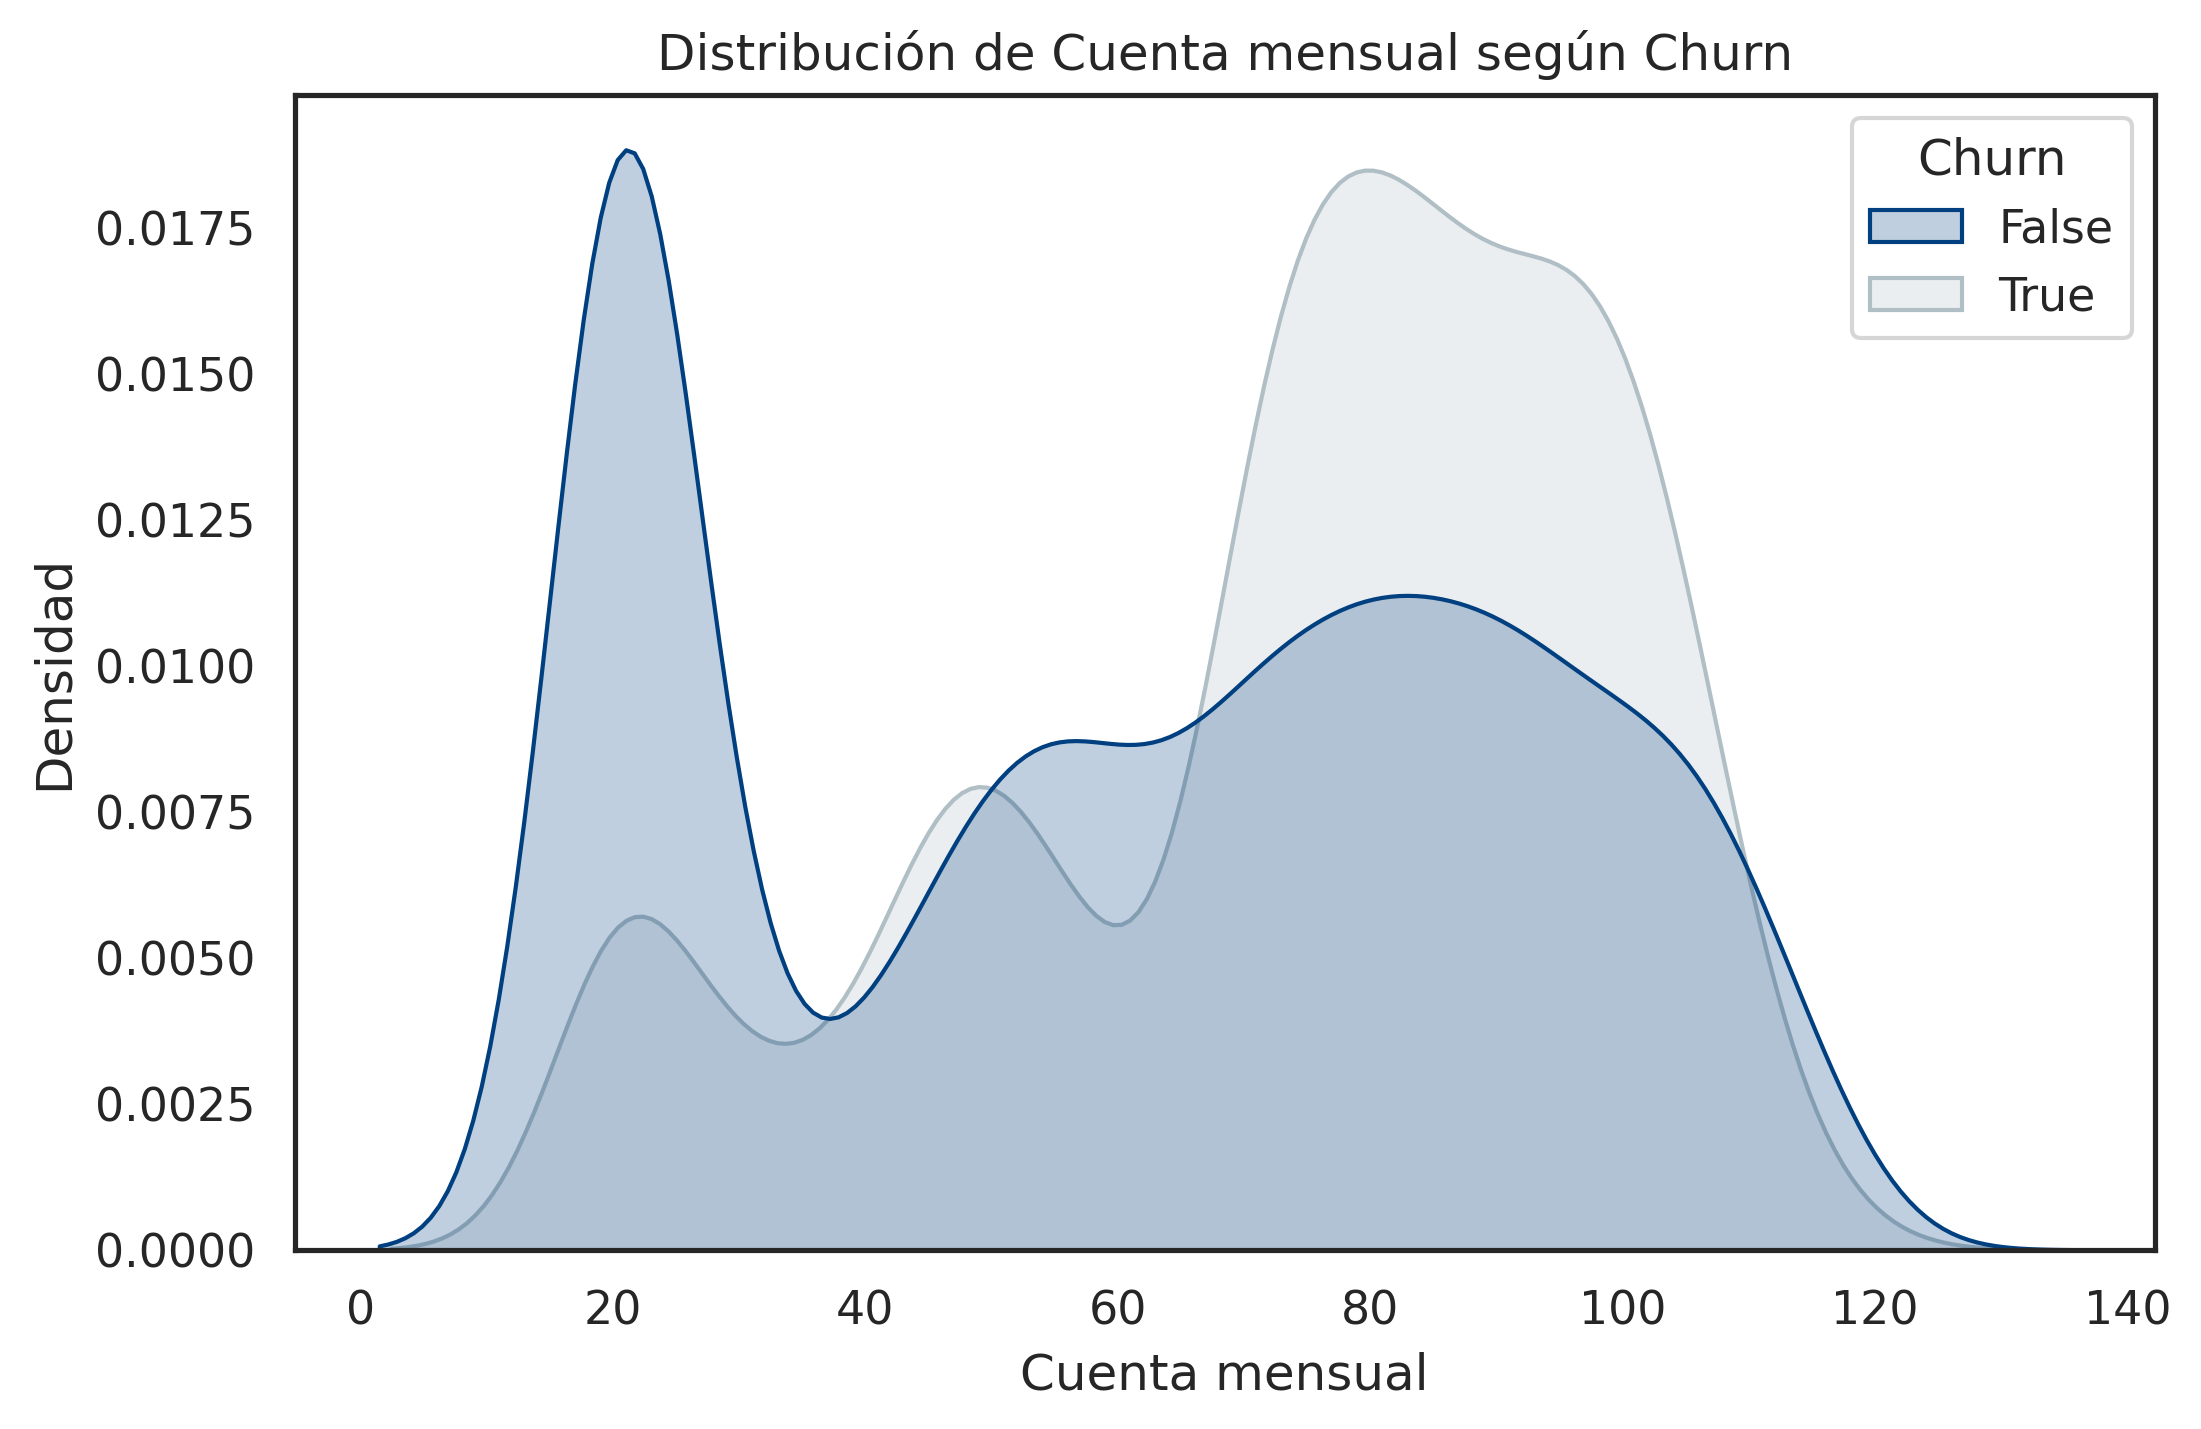 Distribución de Cuenta mensual según Churn
Churn
False
True
Densidad
0.0175
0.0150
0.0125
0.0100
0.0075
0.0050
0.0025
0.0000
0 20 40 60 80 100 120 140
Cuenta mensual